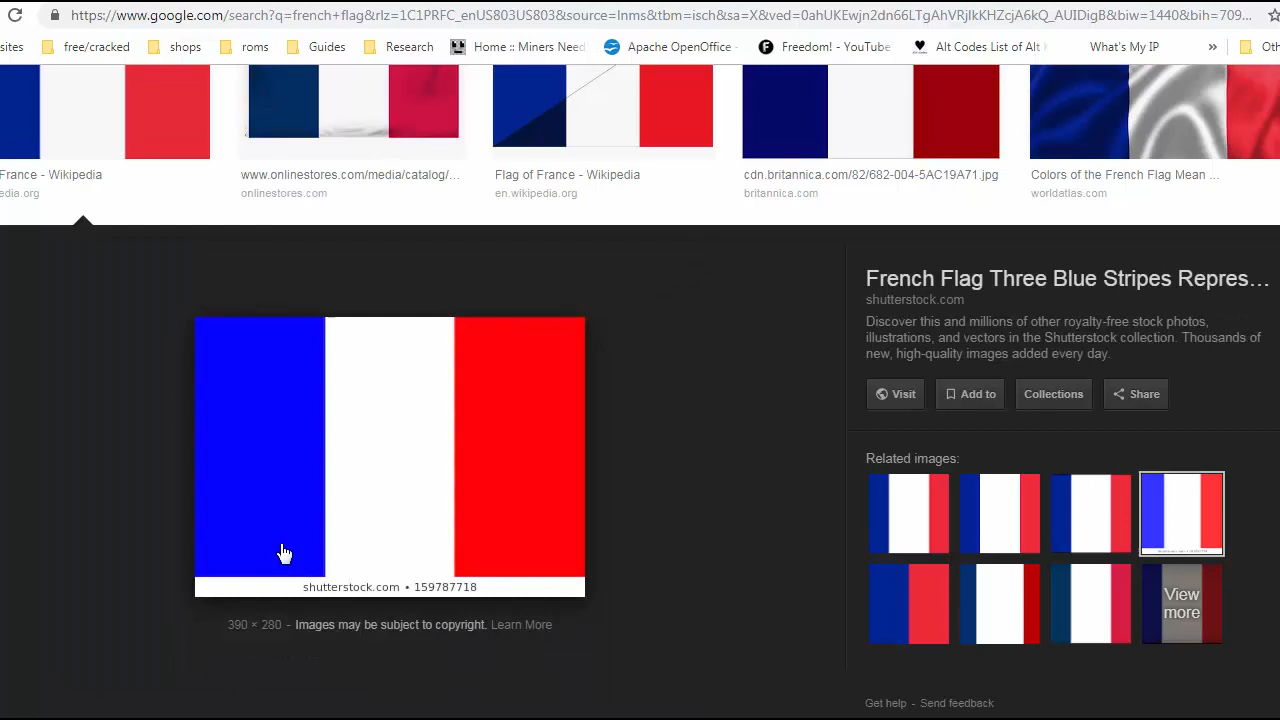 https://www.google.com/search?q=french+flag&rlz=1C1PRFC_enUS803US803&source=lnms&tbm=isch&sa=X&ved=0ahUKEwjn2dn66LTgAhVRjIkKHZcjA6kQ_AUIDigB&biw=1440&bih=709...
sites free/cracked shops roms Guides Research Home :: Miners Need Apache OpenOffice - Freedom! - YouTube Alt Codes List of Alt What's My IP » Oth
France - Wikipedia www.onlinestores.com/media/catalog/... Flag of France - Wikipedia cdn.britannica.com/82/682-004-5AC19A71.jpg Colors of the French Flag Mean ...
edia.org onlinestores.com en.wikipedia.org britannica.com worldatlas.com
French Flag Three Blue Stripes Repres...
shutterstock.com
Discover this and millions of other royalty-free stock photos,
illustrations, and vectors in the Shutterstock collection. Thousands of
new, high-quality images added every day.
Visit Add to Collections Share
Related images:
View
more
shutterstock.com • 159787718
390 × 280 - Images may be subject to copyright. Learn More
Get help - Send feedback